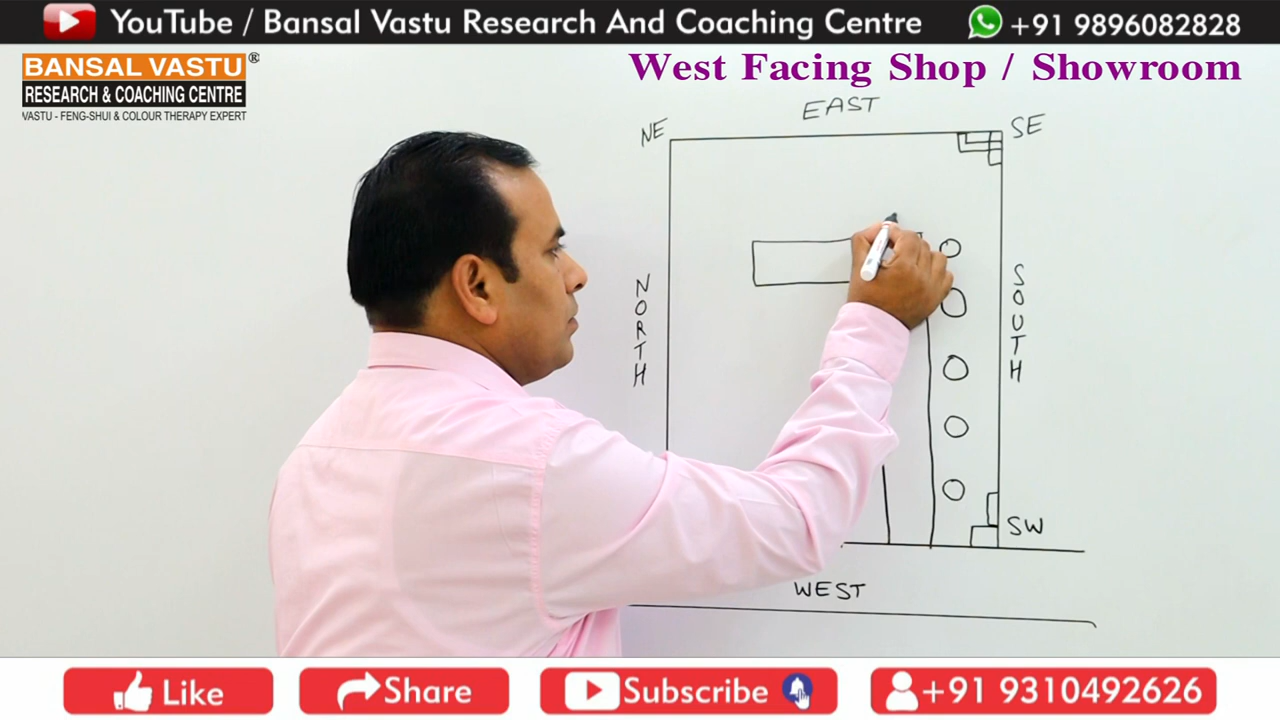 YouTube / Bansal Vastu Research And Coaching Centre
+91 9896082828
BANSAL VASTU®
RESEARCH & COACHING CENTRE
VASTU - FENG-SHUI & COLOUR THERAPY EXPERT
West Facing Shop / Showroom
EAST
NE
SE
NORTH
SOUTH
SW
WEST
Like
Share
Subscribe
+91 9310492626